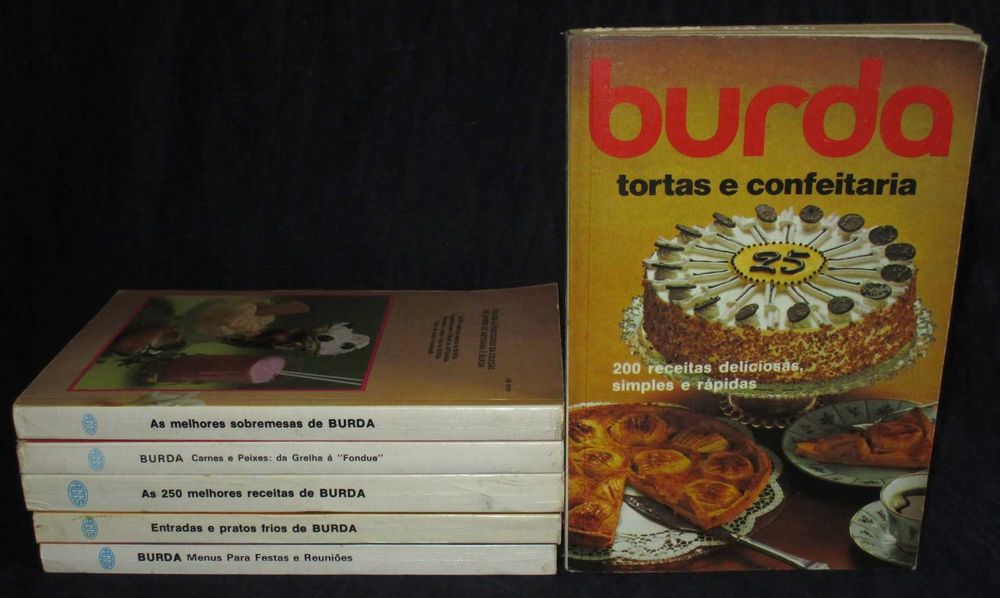 burda
tortas e confeitaria
25
200 receitas deliciosas,
simples e rápidas
As melhores sobremesas de BURDA
BURDA Carnes e Peixes: da Grelha à "Fondue"
As 250 melhores receitas de BURDA
Entradas e pratos frios de BURDA
BURDA Menus Para Festas e Reuniões